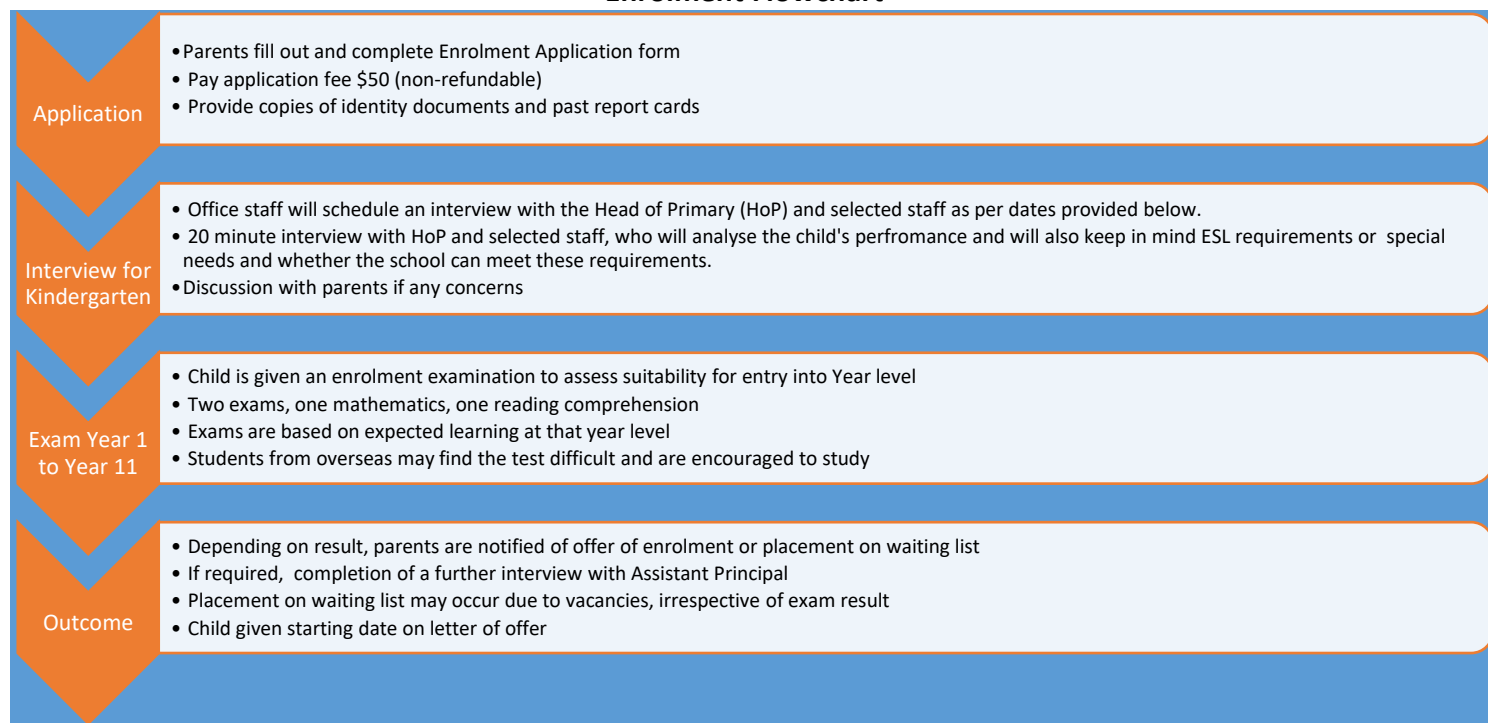 Enrolment Flowchart
Application
•Parents fill out and complete Enrolment Application form
• Pay application fee $50 (non-refundable)
• Provide copies of identity documents and past report cards
Interview for
Kindergarten
• Office staff will schedule an interview with the Head of Primary (HoP) and selected staff as per dates provided below.
• 20 minute interview with HoP and selected staff, who will analyse the child's perfromance and will also keep in mind ESL requirements or special
needs and whether the school can meet these requirements.
•Discussion with parents if any concerns
Exam Year 1
to Year 11
• Child is given an enrolment examination to assess suitability for entry into Year level
• Two exams, one mathematics, one reading comprehension
• Exams are based on expected learning at that year level
• Students from overseas may find the test difficult and are encouraged to study
Outcome
• Depending on result, parents are notified of offer of enrolment or placement on waiting list
• If required, completion of a further interview with Assistant Principal
• Placement on waiting list may occur due to vacancies, irrespective of exam result
• Child given starting date on letter of offer